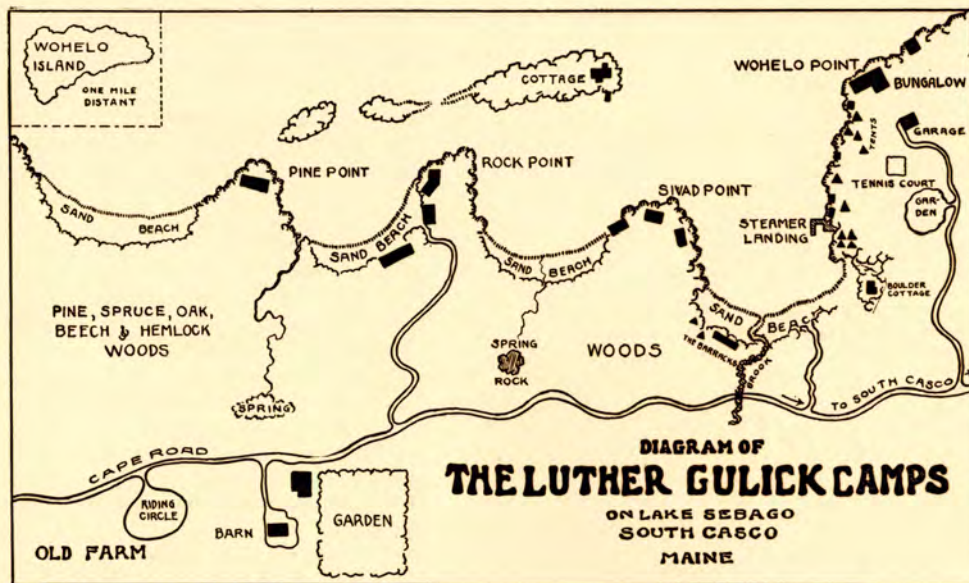 WOHELO
ISLAND
ONE MILE
DISTANT
COTTAGE
WOHELO POINT
BUNGALOW
TENTS
GARAGE
TENNIS COURT
GAR-
DEN
STEAMER
LANDING
BOULDER
COTTAGE
PINE POINT
ROCK POINT
SIVAD POINT
SAND
BEACH
SAND BEACH
SAND BEACH
SAND BEAC
THE BARRACKS
BROOK
PINE, SPRUCE, OAK,
BEECH & HEMLOCK
WOODS
SPRING
ROCK
WOODS
SPRING
TO SOUTH CASCO
CAPE ROAD
RIDING
CIRCLE
BARN
GARDEN
OLD FARM
DIAGRAM OF
THE LUTHER GULICK CAMPS
ON LAKE SEBAGO
SOUTH CASCO
MAINE